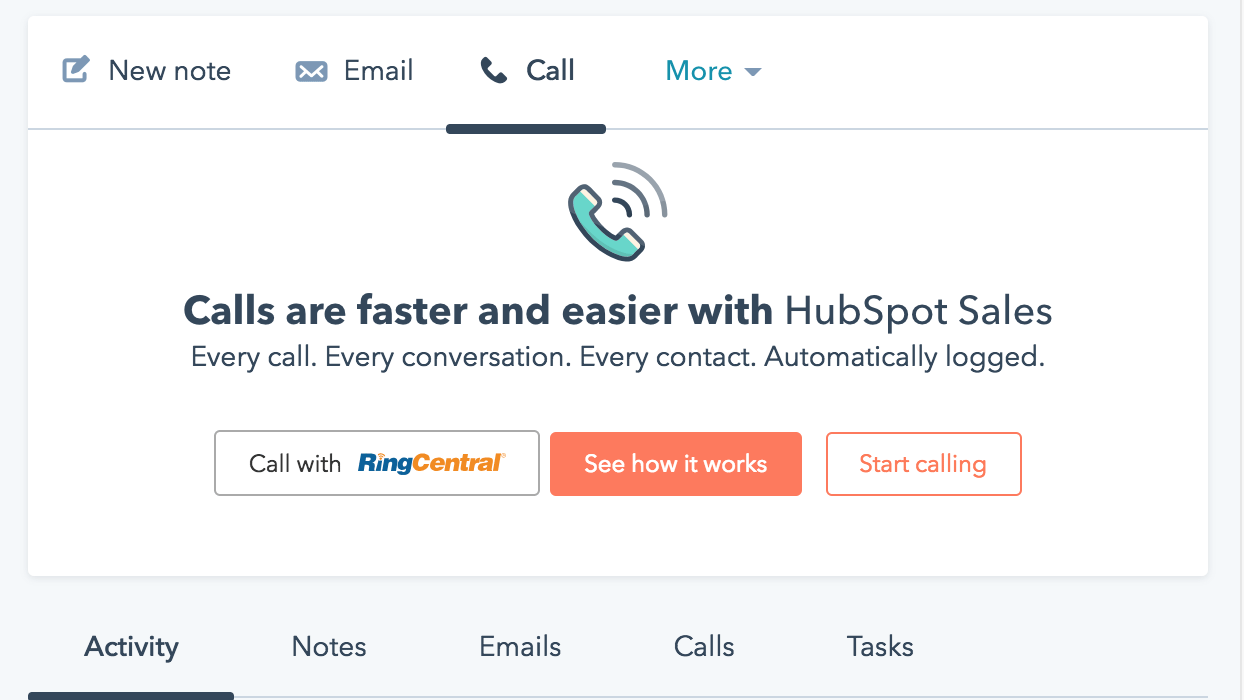 New note Email Call More
Calls are faster and easier with HubSpot Sales
Every call. Every conversation. Every contact. Automatically logged.
Call with RingCentral See how it works Start calling
Activity Notes Emails Calls Tasks